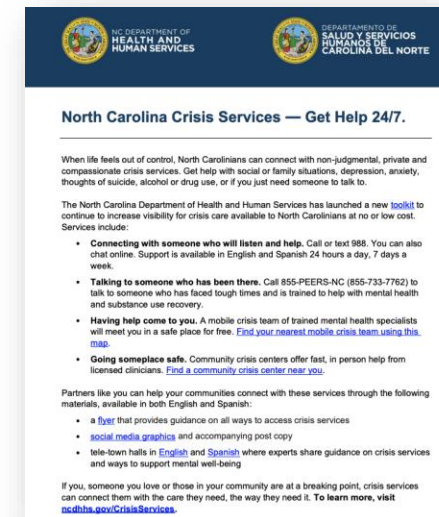 NC DEPARTMENT OF
HEALTH AND
HUMAN SERVICES
DEPARTAMENTO DE
SALUD Y SERVICIOS
HUMANOS DE
CAROLINA DEL NORTE
North Carolina Crisis Services — Get Help 24/7.
When life feels out of control, North Carolinians can connect with non-judgmental, private and
compassionate crisis services. Get help with social or family situations, depression, anxiety,
thoughts of suicide, alcohol or drug use, or if you just need someone to talk to.
The North Carolina Department of Health and Human Services has launched a new toolkit to
continue to increase visibility for crisis care available to North Carolinians at no or low cost.
Services include:
• Connecting with someone who will listen and help. Call or text 988. You can also
chat online. Support is available in English and Spanish 24 hours a day, 7 days a
week.
• Talking to someone who has been there. Call 855-PEERS-NC (855-733-7762) to
talk to someone who has faced tough times and is trained to help with mental health
and substance use recovery.
• Having help come to you. A mobile crisis team of trained mental health specialists
will meet you in a safe place for free. Find your nearest mobile crisis team using this
map.
• Going someplace safe. Community crisis centers offer fast, in person help from
licensed clinicians. Find a community crisis center near you.
Partners like you can help your communities connect with these services through the following
materials, available in both English and Spanish:
• a flyer that provides guidance on all ways to access crisis services
• social media graphics and accompanying post copy
• tele-town halls in English and Spanish where experts share guidance on crisis services
and ways to support mental well-being
If you, someone you love or those in your community are at a breaking point, crisis services
can connect them with the care they need, the way they need it. To learn more, visit
ncdhhs.gov/CrisisServices.